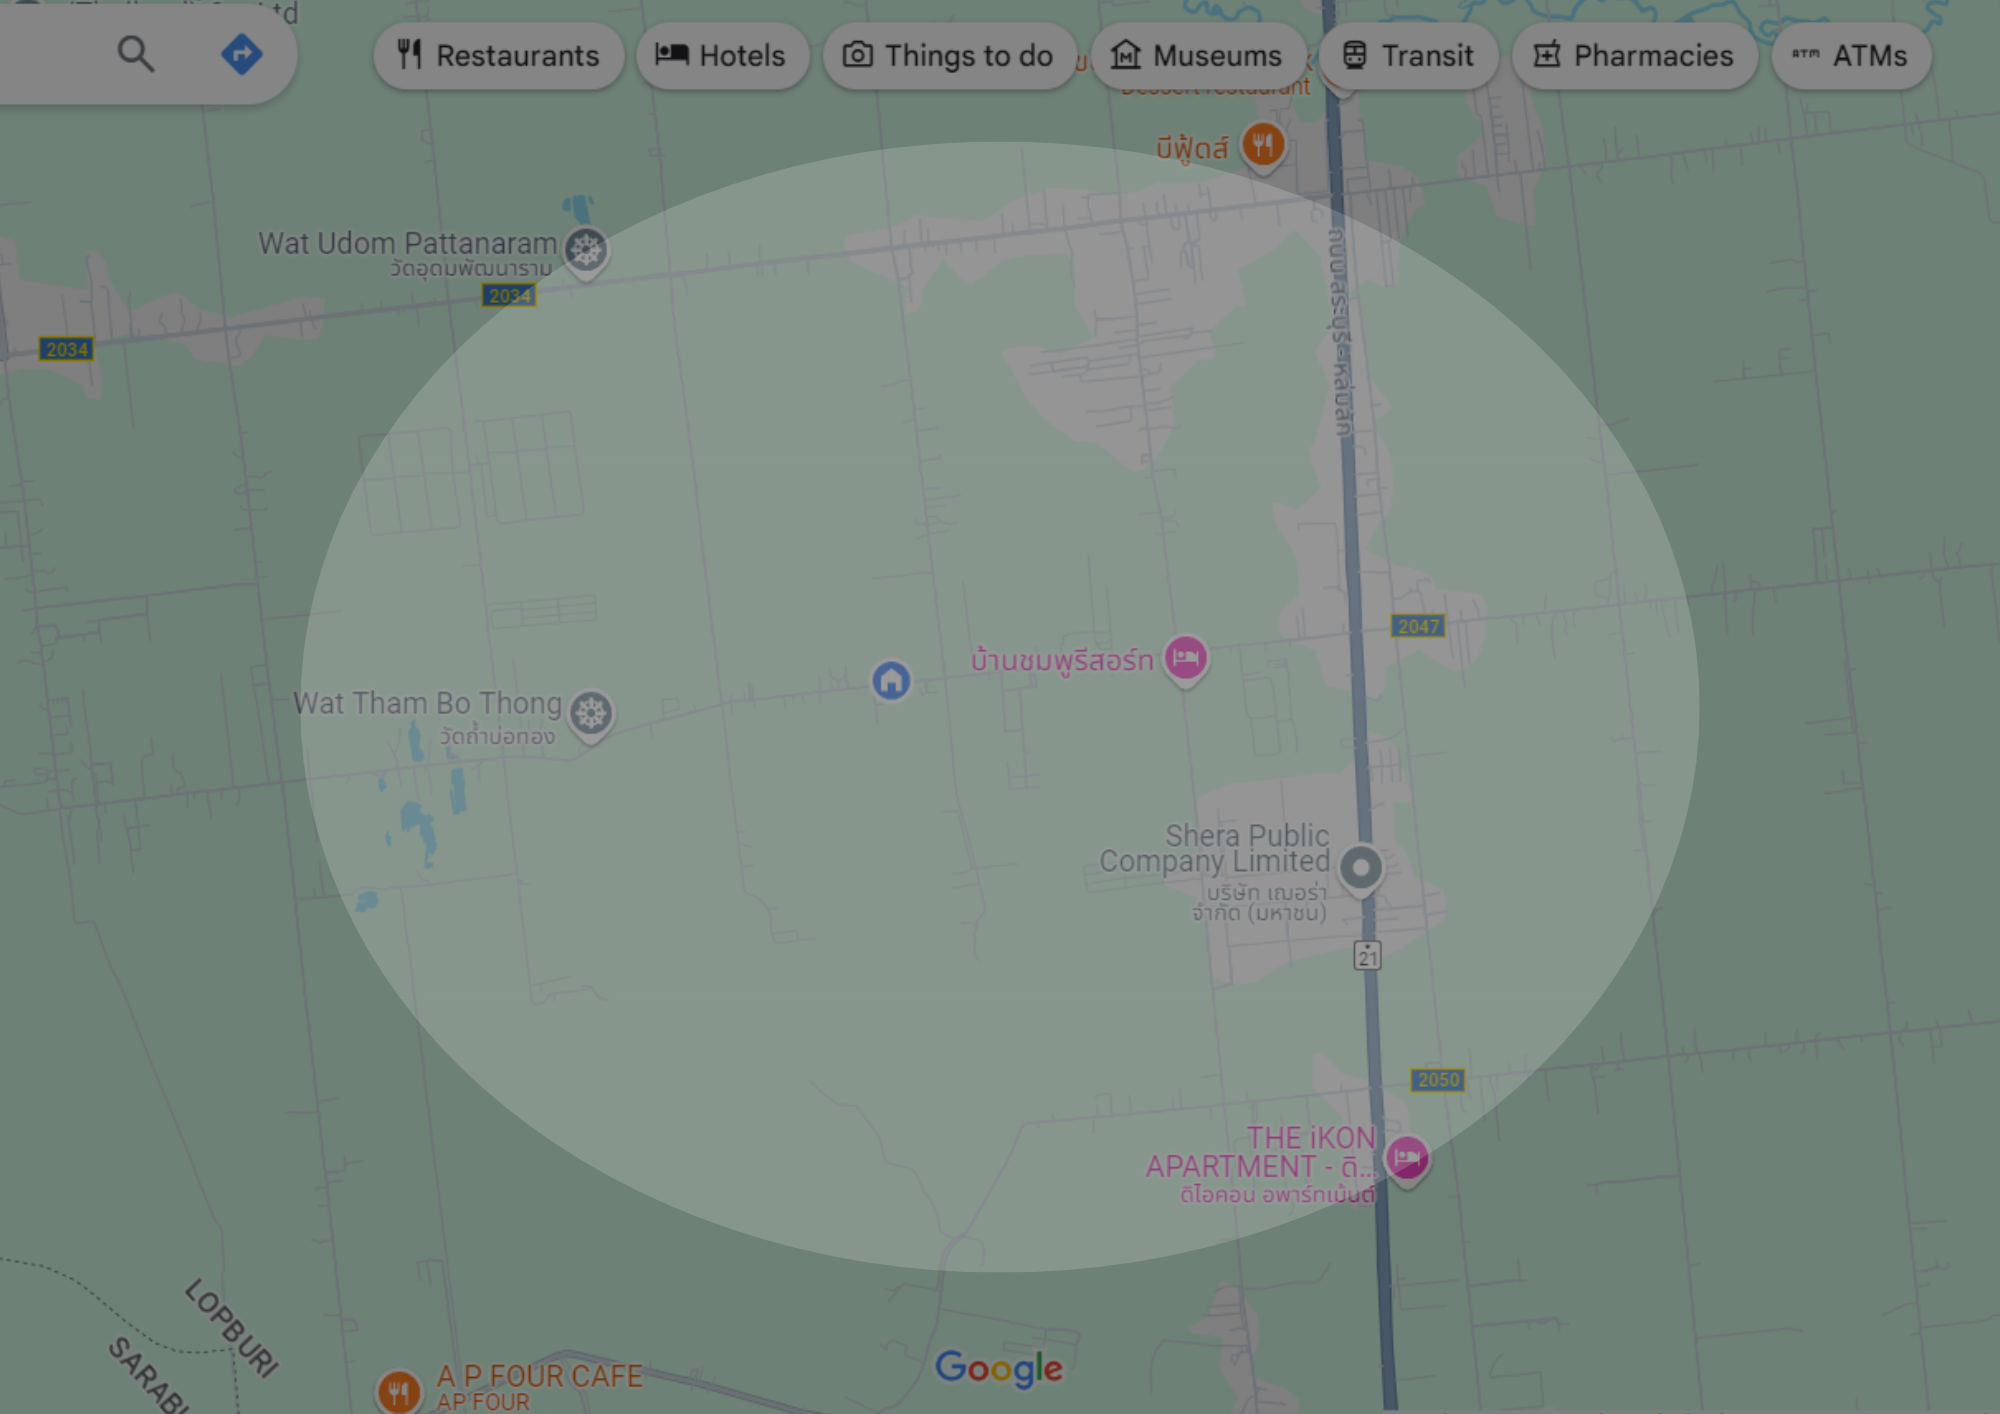 Restaurants
Hotels
Things to do
Museums
Transit
Pharmacies
ATMs
Dessert restaurant
บีฟู้ดส์
Wat Udom Pattanaram
วัดอุดมพัฒนาราม
2034
2034
ถนนสระบุรี-หล่มสัก
2047
บ้านชมพูรีสอร์ท
Wat Tham Bo Thong
วัดถ้ำบ่อทอง
Shera Public
Company Limited
บริษัท เฌอร่า
จำกัด (มหาชน)
21
2050
THE iKON
APARTMENT - ดิ...
ดิไอคอน อพาร์ทเม้นต์
LOPBURI
SARABI
A P FOUR CAFE
AP FOUR
Google